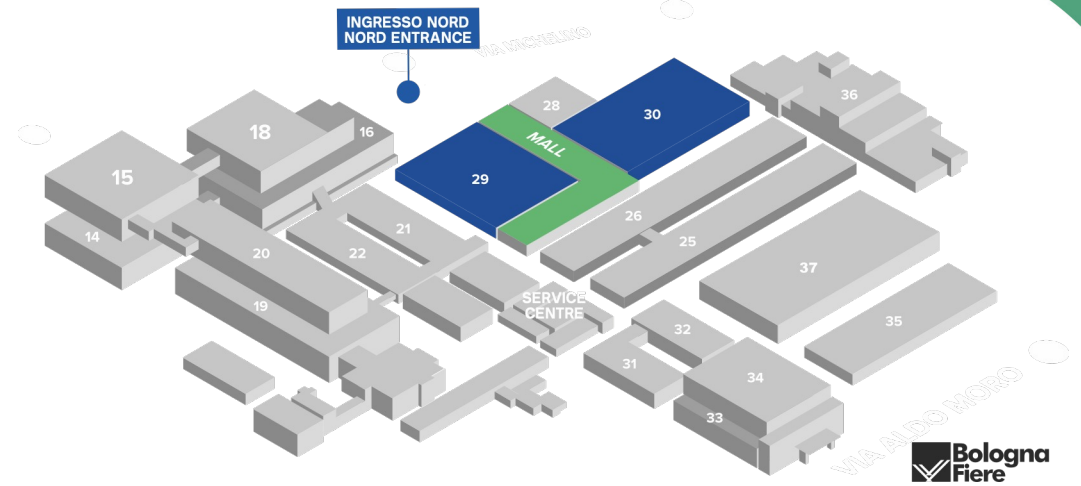 INGRESSO NORD
NORD ENTRANCE
VIA MICHELINO
28
30
36
MALL
18
16
15
29
14
21
26
25
22
20
37
19
SERVICE
CENTRE
32
35
31
34
33
VIA ALDO MORO
Bologna
Fiere